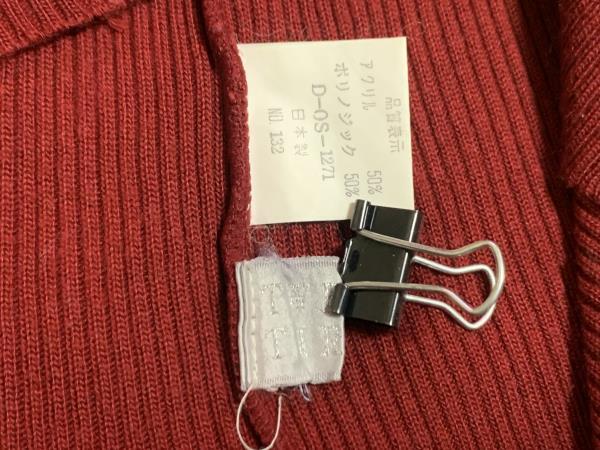 品質表示
アクリル 50%
ポリノジック 50%
D-OS-1271
日本製
NO. 132